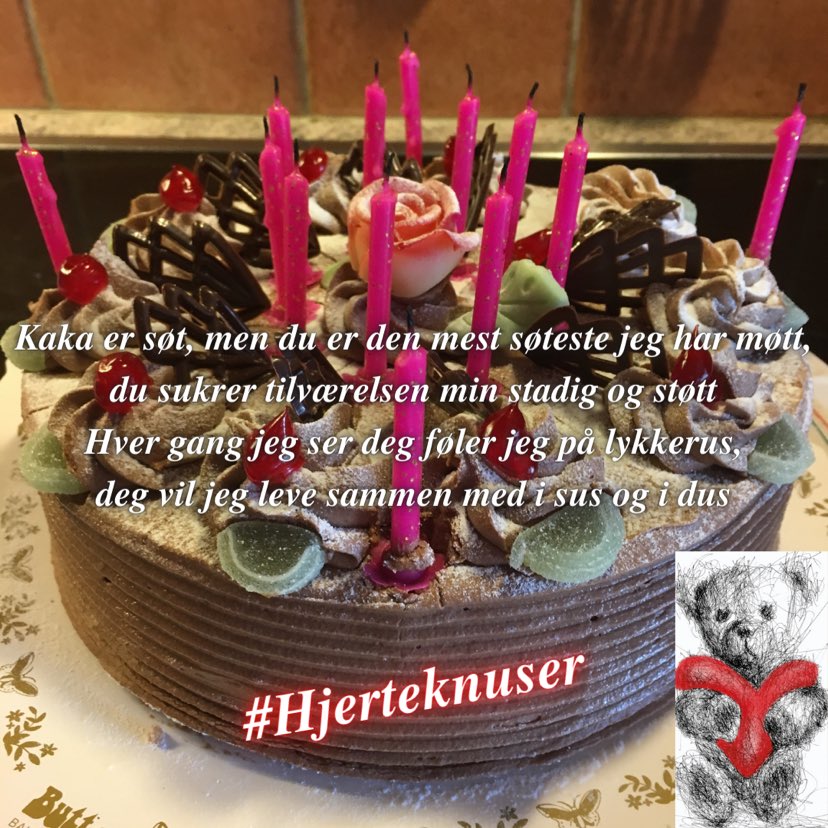 Kaka er søt, men du er den mest søteste jeg har møtt,
du sukrer tilværelsen min stadig og støtt
Hver gang jeg ser deg føler jeg på lykkerus,
deg vil jeg leve sammen med i sus og i dus
#Hjerteknuser